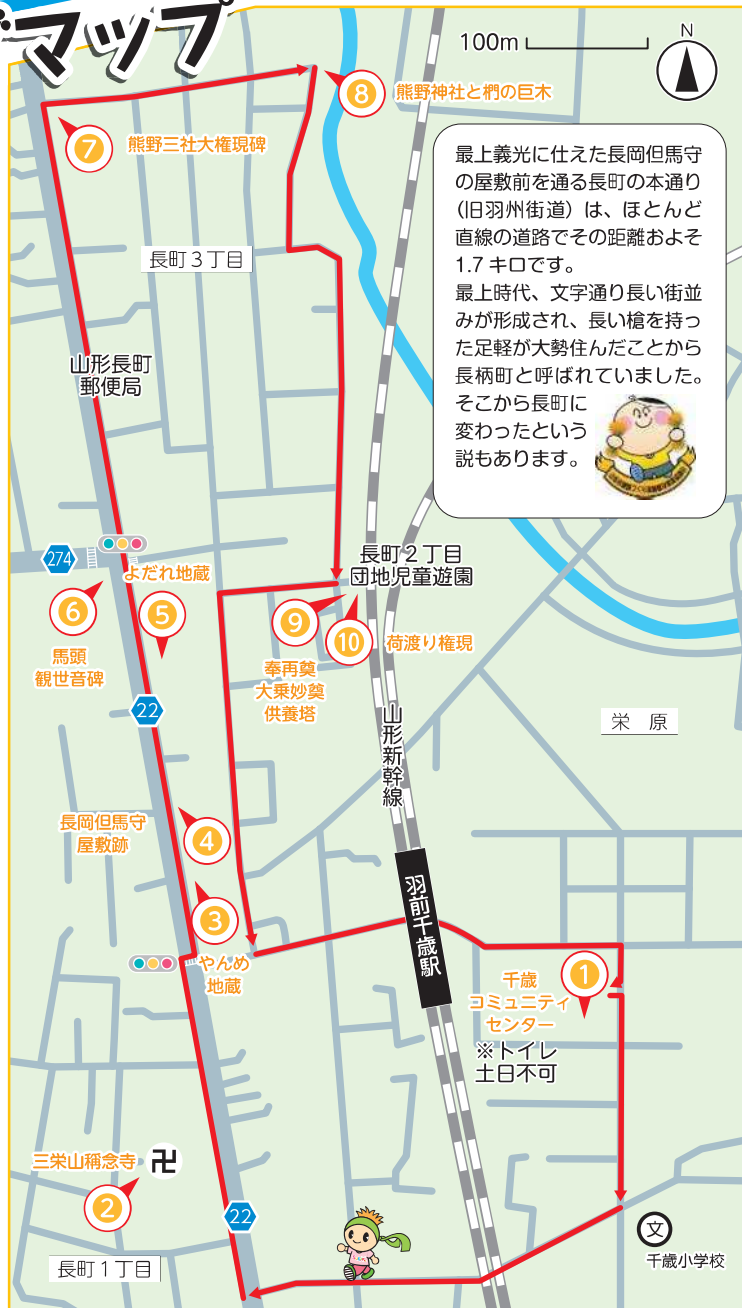 マップ
100m
N
8
熊野神社と椚の巨木
7
熊野三社大権現碑
最上義光に仕えた長岡但馬守
の屋敷前を通る長町の本通り
(旧羽州街道)は、ほとんど
直線の道路でその距離およそ
1.7キロです。
最上時代、文字通り長い街並
みが形成され、長い槍を持っ
た足軽が大勢住んだことから
長柄町と呼ばれていました。
そこから長町に
変わったという
説もあります。
長町3丁目
山形長町
郵便局
274
よだれ地蔵
5
6
馬頭
観世音碑
長町2丁目
団地児童遊園
9
10
荷渡り権現
奉再奠
大乗妙奠
供養塔
22
山形新幹線
栄 原
長岡但馬守
屋敷跡
4
3
やんめ
地蔵
羽前千歳駅
1
千歳
コミュニティ
センター
※トイレ
土日不可
三栄山稱念寺
卍
2
22
長町1丁目
文
千歳小学校